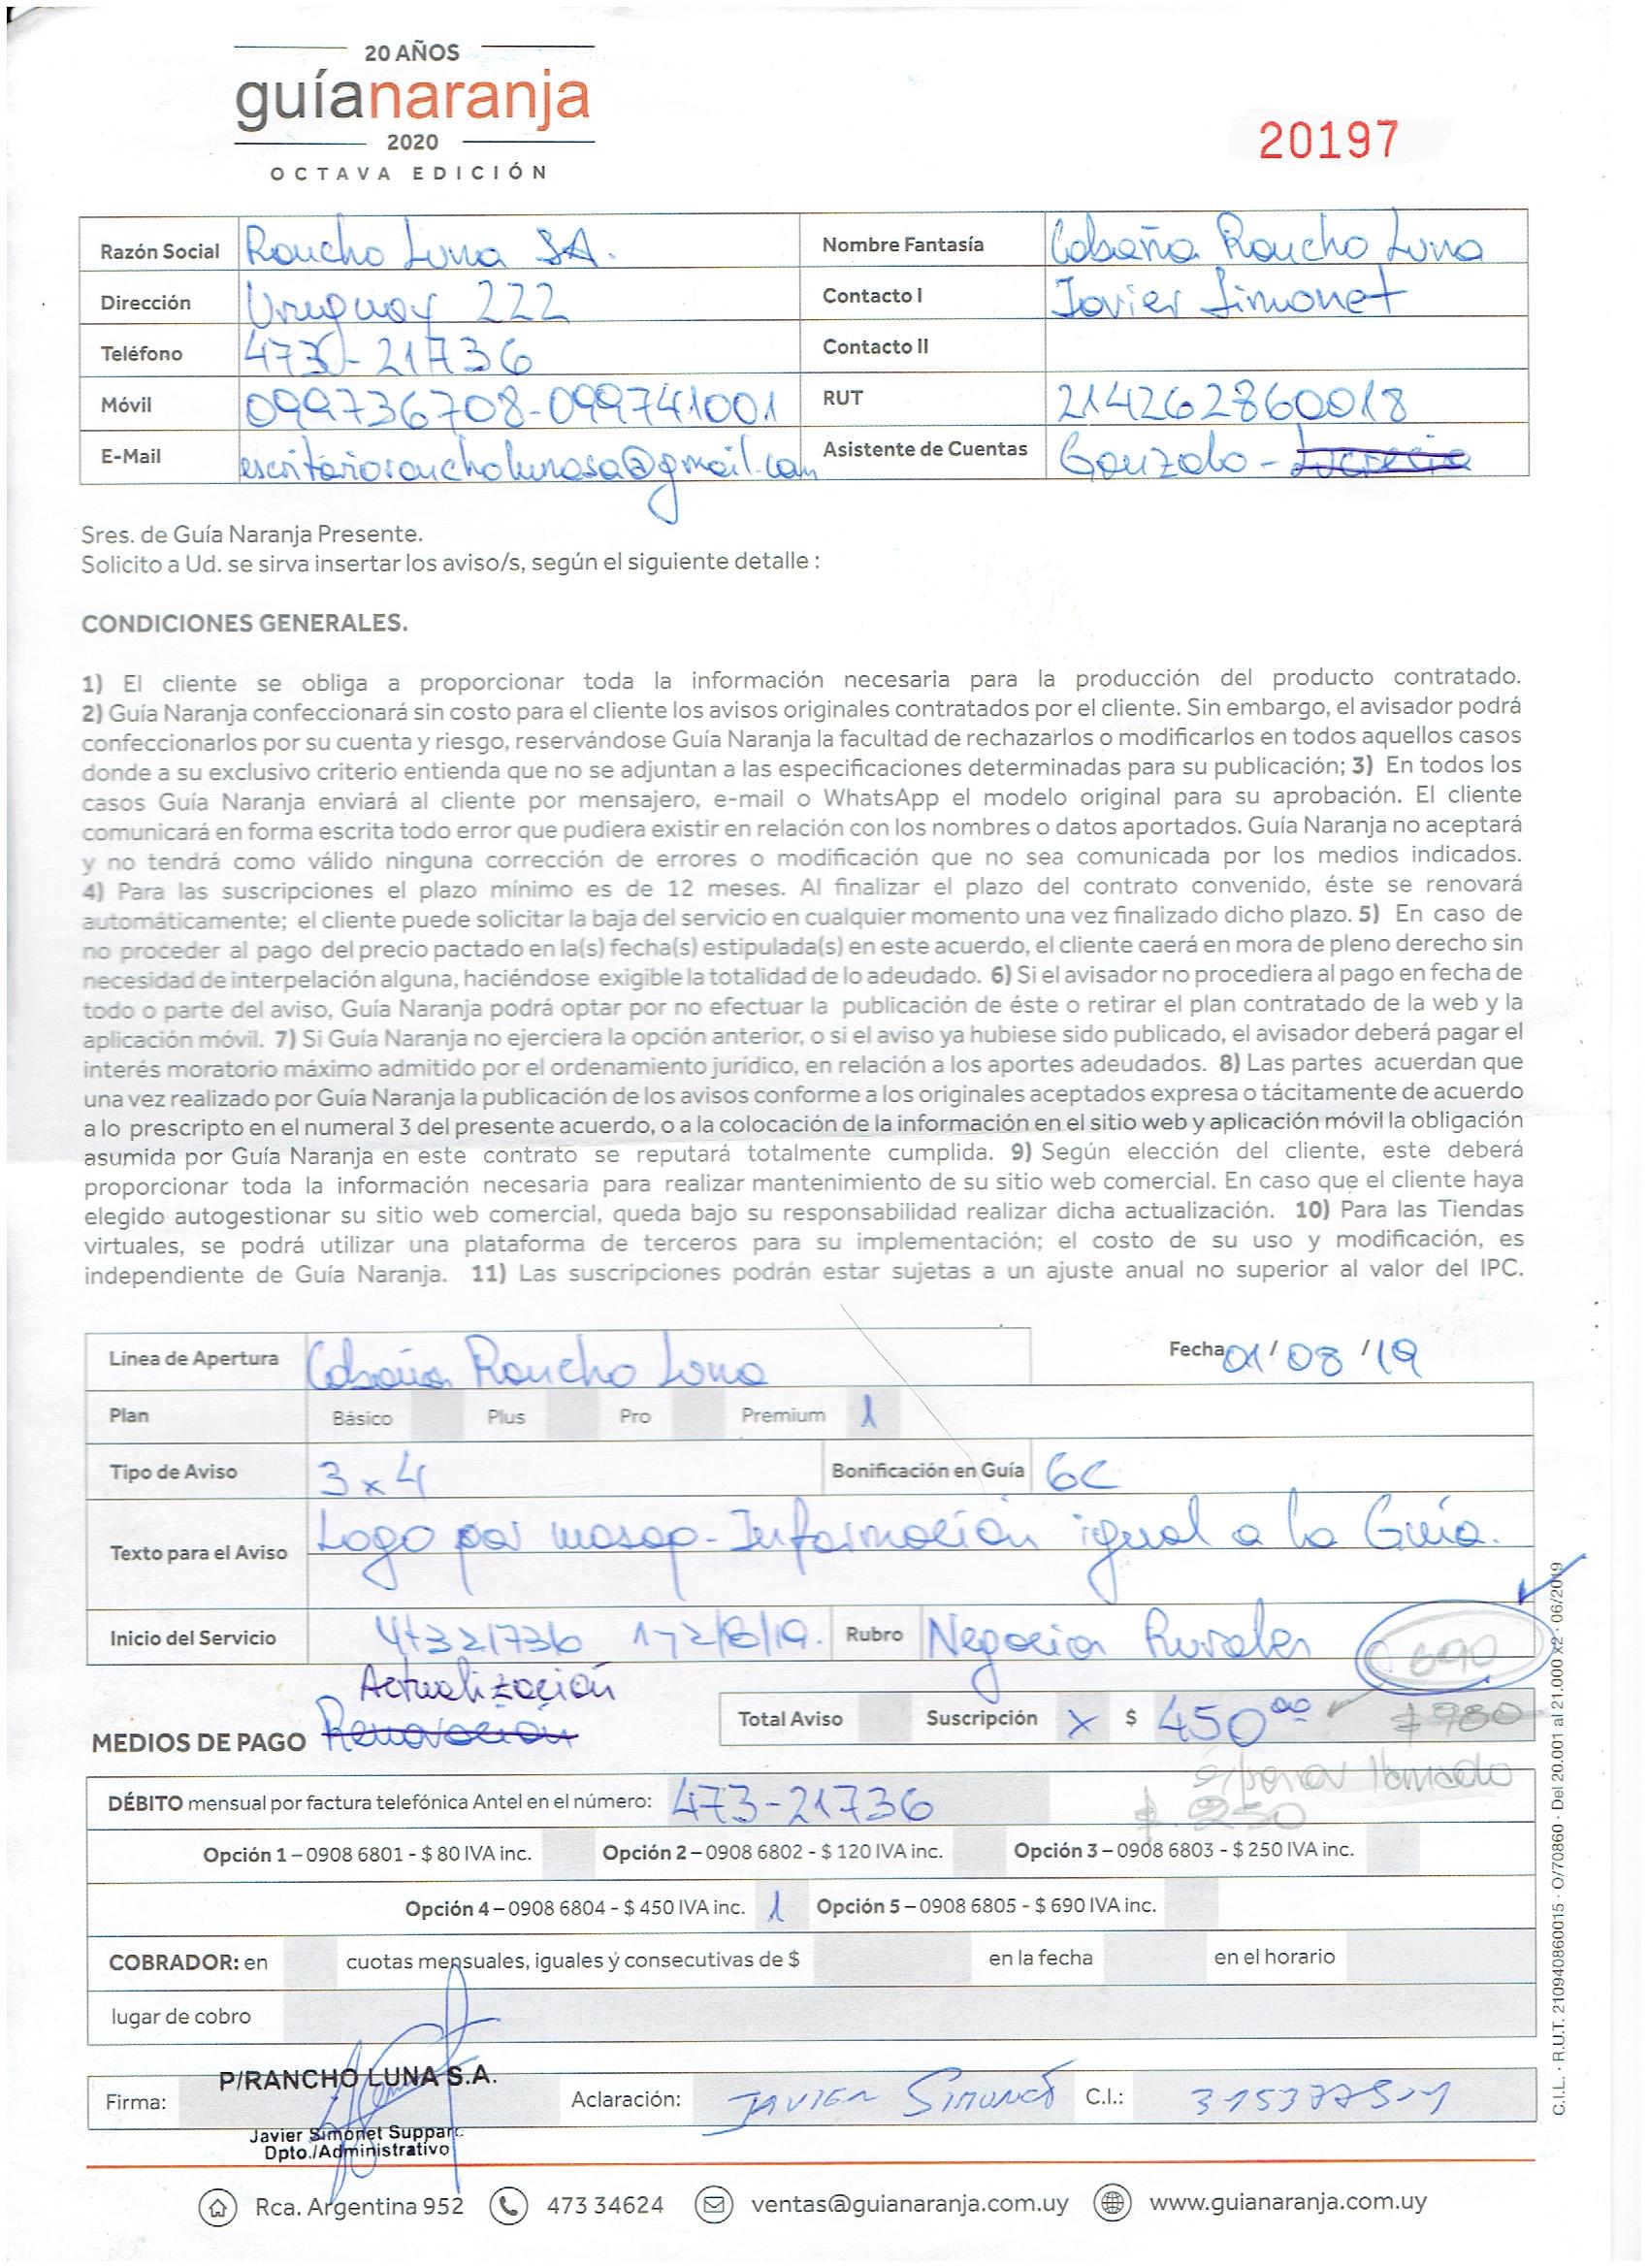 20 AÑOS
guíanaranja
2020
OCTAVA EDICIÓN
20197
Razón Social Rancho Luna SA. Nombre Fantasía Cabaña Rancho Luna
Dirección Uruguay 222 Contacto I Javier Simonet
Teléfono 473-21736 Contacto II
Móvil 099736708-099741001 RUT 214262860018
E-Mail escritorioroncholunasa@gmail.com Asistente de Cuentas Gonzalo - Lucrecia
Sres. de Guía Naranja Presente.
Solicito a Ud. se sirva insertar los aviso/s, según el siguiente detalle :
CONDICIONES GENERALES.
1) El cliente se obliga a proporcionar toda la información necesaria para la producción del producto contratado.
2) Guía Naranja confeccionará sin costo para el cliente los avisos originales contratados por el cliente. Sin embargo, el avisador podrá
confeccionarlos por su cuenta y riesgo, reservándose Guía Naranja la facultad de rechazarlos o modificarlos en todos aquellos casos
donde a su exclusivo criterio entienda que no se adjuntan a las especificaciones determinadas para su publicación; 3) En todos los
casos Guía Naranja enviará al cliente por mensajero, e-mail o WhatsApp el modelo original para su aprobación. El cliente
comunicará en forma escrita todo error que pudiera existir en relación con los nombres o datos aportados. Guía Naranja no aceptará
y no tendrá como válido ninguna corrección de errores o modificación que no sea comunicada por los medios indicados.
4) Para las suscripciones el plazo mínimo es de 12 meses. Al finalizar el plazo del contrato convenido, éste se renovará
automáticamente; el cliente puede solicitar la baja del servicio en cualquier momento una vez finalizado dicho plazo. 5) En caso de
no proceder al pago del precio pactado en la(s) fecha(s) estipulada(s) en este acuerdo, el cliente caerá en mora de pleno derecho sin
necesidad de interpelación alguna, haciéndose exigible la totalidad de lo adeudado. 6) Si el avisador no procediera al pago en fecha de
todo o parte del aviso, Guía Naranja podrá optar por no efectuar la publicación de éste o retirar el plan contratado de la web y la
aplicación móvil. 7) Si Guía Naranja no ejerciera la opción anterior, o si el aviso ya hubiese sido publicado, el avisador deberá pagar el
interés moratorio máximo admitido por el ordenamiento jurídico, en relación a los aportes adeudados. 8) Las partes acuerdan que
una vez realizado por Guía Naranja la publicación de los avisos conforme a los originales aceptados expresa o tácitamente de acuerdo
a lo prescripto en el numeral 3 del presente acuerdo, o a la colocación de la información en el sitio web y aplicación móvil la obligación
asumida por Guía Naranja en este contrato se reputará totalmente cumplida. 9) Según elección del cliente, este deberá
proporcionar toda la información necesaria para realizar mantenimiento de su sitio web comercial. En caso que el cliente haya
elegido autogestionar su sitio web comercial, queda bajo su responsabilidad realizar dicha actualización. 10) Para las Tiendas
virtuales, se podrá utilizar una plataforma de terceros para su implementación; el costo de su uso y modificación, es
independiente de Guía Naranja. 11) Las suscripciones podrán estar sujetas a un ajuste anual no superior al valor del IPC.
Línea de Apertura Cabaña Rancho Luna Fecha 01/08/19
Plan Básico Plus Pro Premium 1
Tipo de Aviso 3x4 Bonificación en Guía 6C
Texto para el Aviso Logo por wasap - Información igual a la Guía.
Inicio del Servicio 47321736 172/8/19. Rubro Negocios Rurales 690
Actualización
MEDIOS DE PAGO Renovación Total Aviso Suscripción X $ 450 00 $ 980
DÉBITO mensual por factura telefónica Antel en el número: 473-21736 Esperar llamado
$ 250
Opción 1 – 0908 6801 - $ 80 IVA inc. Opción 2 – 0908 6802 - $ 120 IVA inc. Opción 3 – 0908 6803 - $ 250 IVA inc.
Opción 4 – 0908 6804 - $ 450 IVA inc. 1 Opción 5 – 0908 6805 - $ 690 IVA inc.
COBRADOR: en cuotas mensuales, iguales y consecutivas de $ en la fecha en el horario
lugar de cobro
P/RANCHO LUNA S.A.
Firma: Aclaración: JAVIER SIMONET C.I.:
Javier Simonet Supparo
Dpto./Administrativo
Rca. Argentina 952 473 34624 ventas@guianaranja.com.uy www.guianaranja.com.uy
C.I.L. · R.U.T. 210940860015 · O/70860 · Del 20.001 al 21.000 x2 · 06/2019